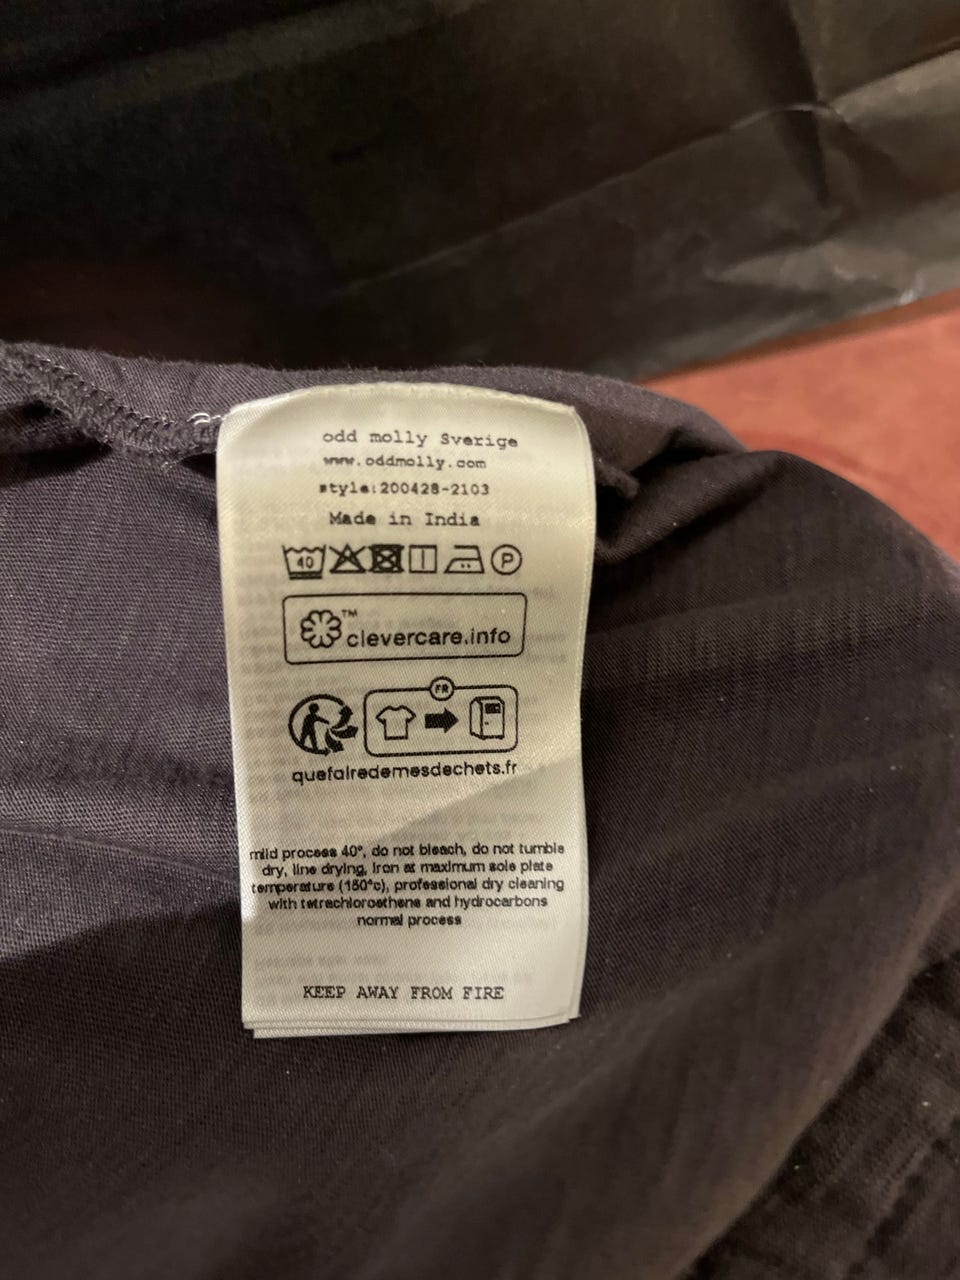 odd molly Sverige
www.oddmolly.com
style:200428-2103
Made in India
40 P
™
clevercare.info
FR
quefairedemesdechets.fr
mild process 40°, do not bleach, do not tumble
dry, line drying, iron at maximum sole plate
temperature (150°c), professional dry cleaning
with tetrachloroethene and hydrocarbons
normal process
KEEP AWAY FROM FIRE